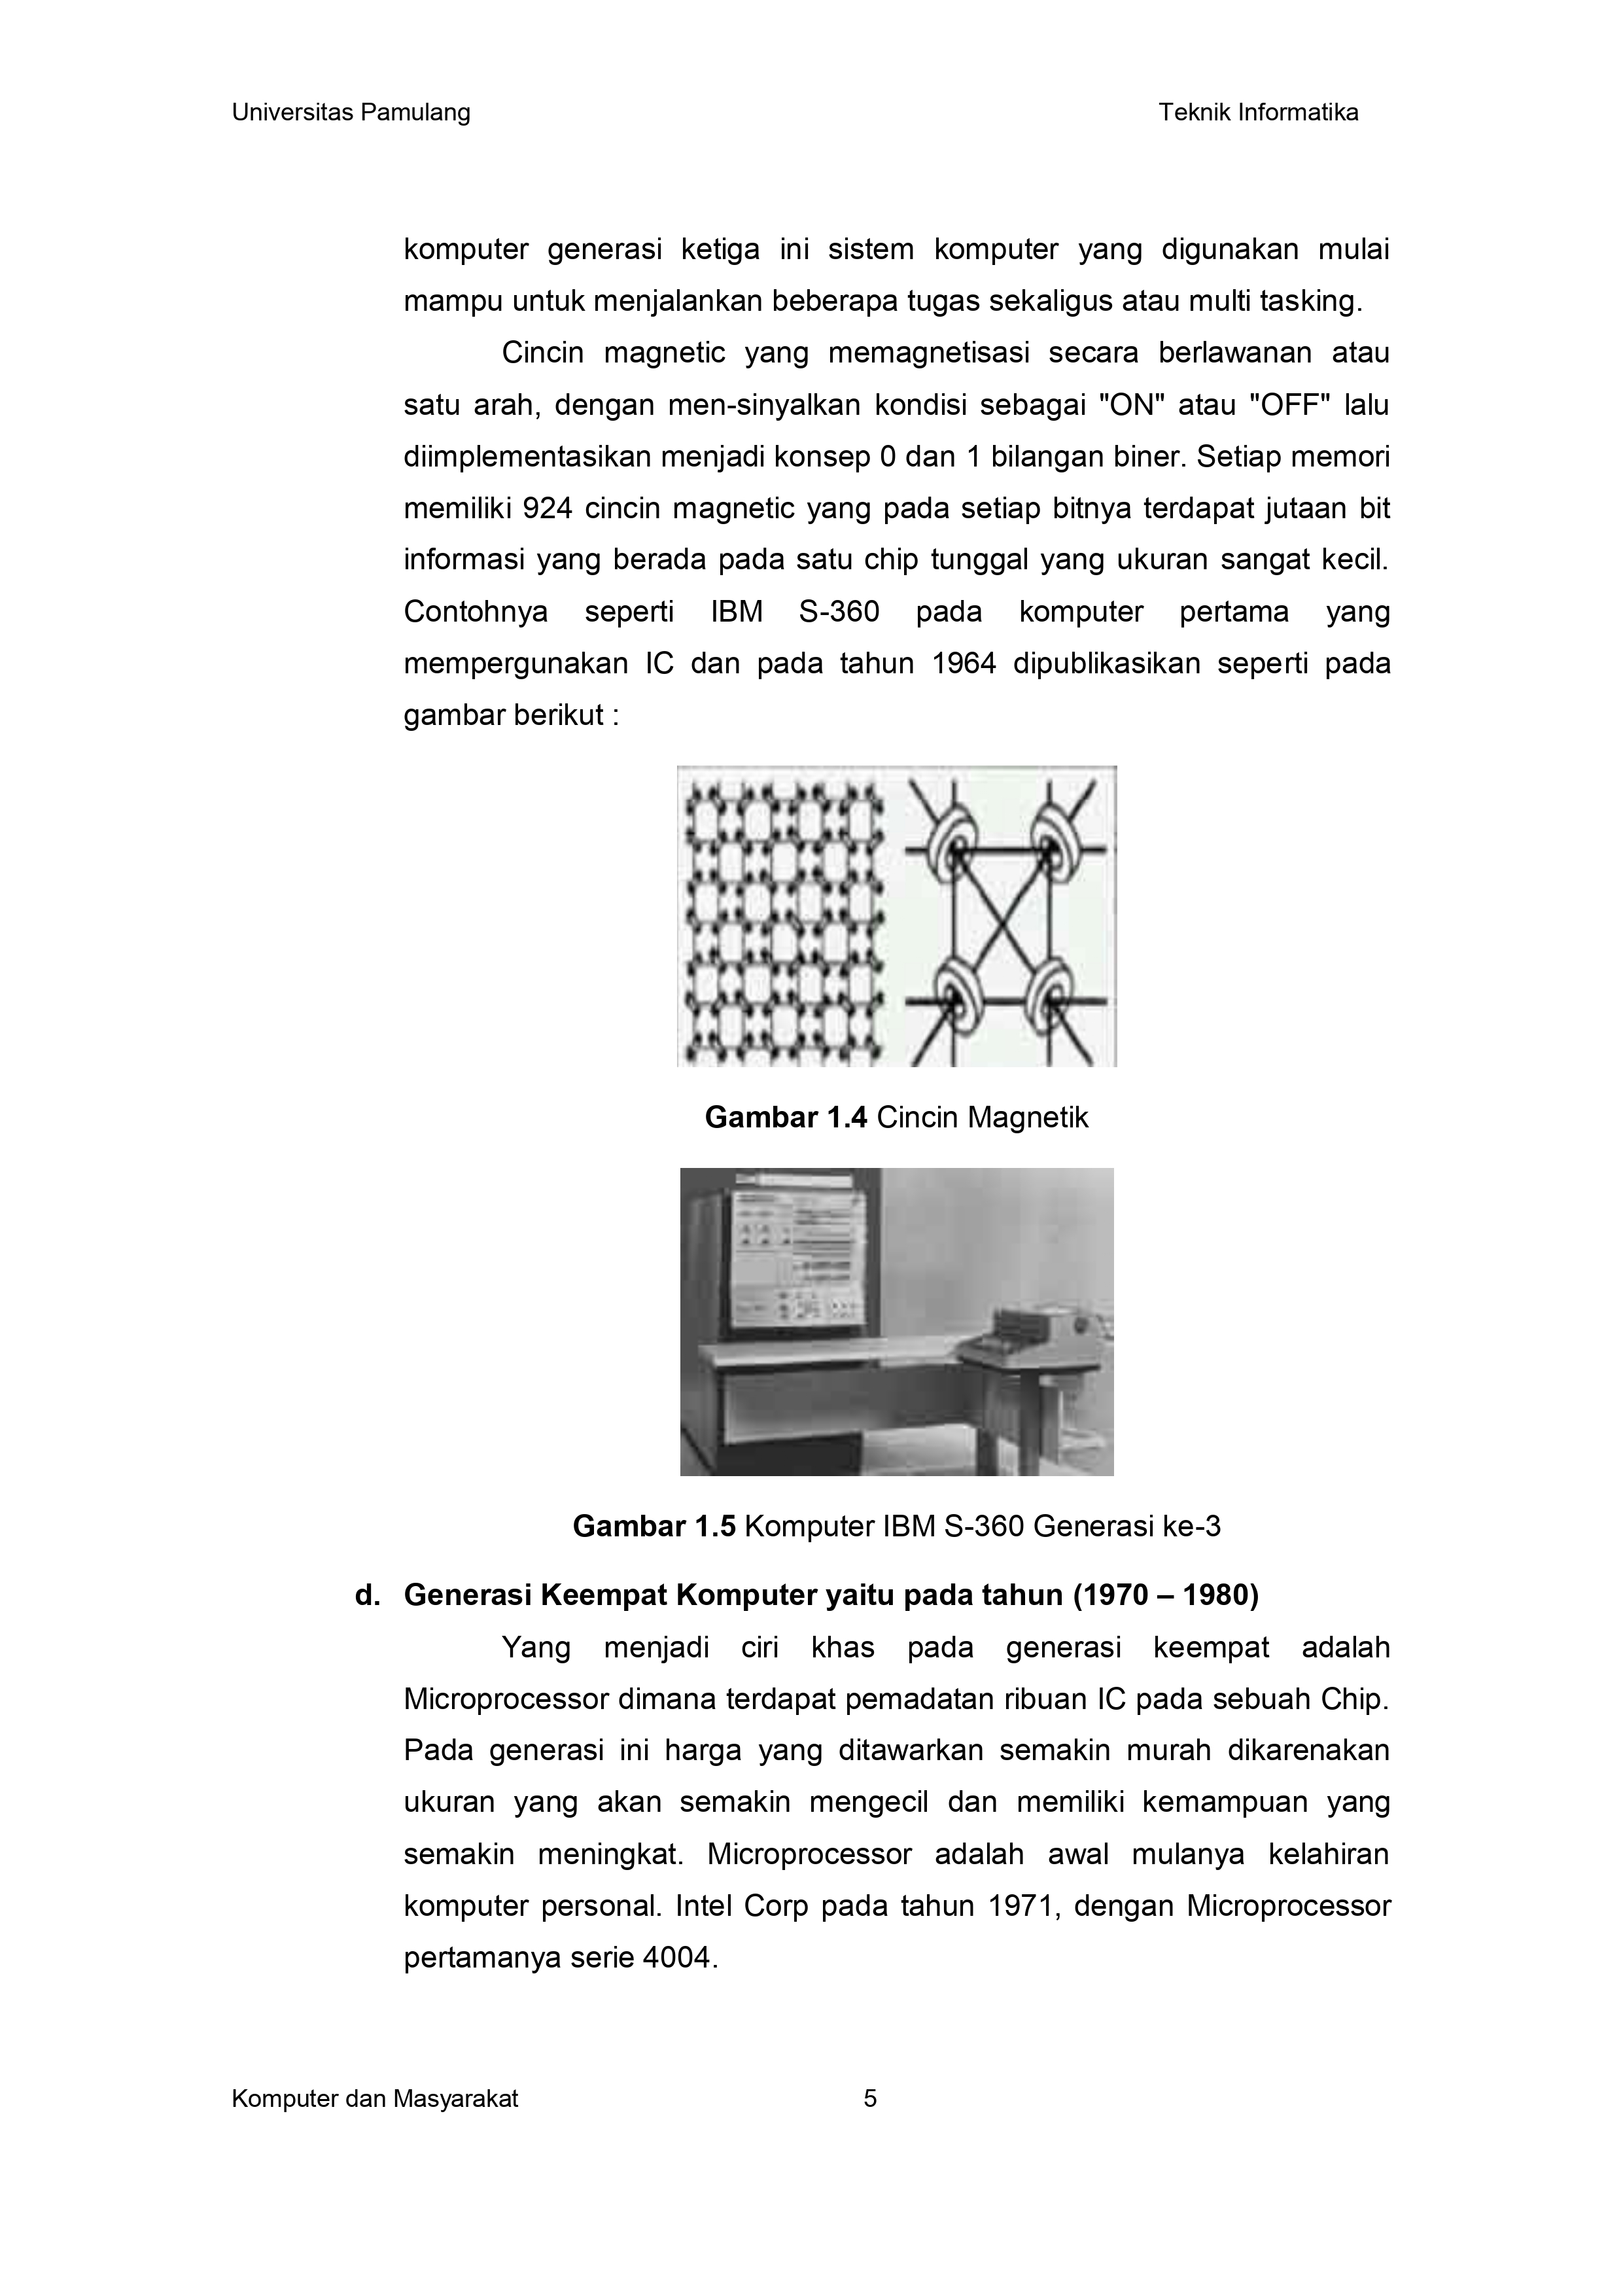 Universitas Pamulang Teknik Informatika
komputer generasi ketiga ini sistem komputer yang digunakan mulai
mampu untuk menjalankan beberapa tugas sekaligus atau multi tasking.
Cincin magnetic yang memagnetisasi secara berlawanan atau
satu arah, dengan men-sinyalkan kondisi sebagai "ON" atau "OFF" lalu
diimplementasikan menjadi konsep 0 dan 1 bilangan biner. Setiap memori
memiliki 924 cincin magnetic yang pada setiap bitnya terdapat jutaan bit
informasi yang berada pada satu chip tunggal yang ukuran sangat kecil.
Contohnya seperti IBM S-360 pada komputer pertama yang
mempergunakan IC dan pada tahun 1964 dipublikasikan seperti pada
gambar berikut :
Gambar 1.4 Cincin Magnetik
Gambar 1.5 Komputer IBM S-360 Generasi ke-3
d. Generasi Keempat Komputer yaitu pada tahun (1970 – 1980)
Yang menjadi ciri khas pada generasi keempat adalah
Microprocessor dimana terdapat pemadatan ribuan IC pada sebuah Chip.
Pada generasi ini harga yang ditawarkan semakin murah dikarenakan
ukuran yang akan semakin mengecil dan memiliki kemampuan yang
semakin meningkat. Microprocessor adalah awal mulanya kelahiran
komputer personal. Intel Corp pada tahun 1971, dengan Microprocessor
pertamanya serie 4004.
Komputer dan Masyarakat 5